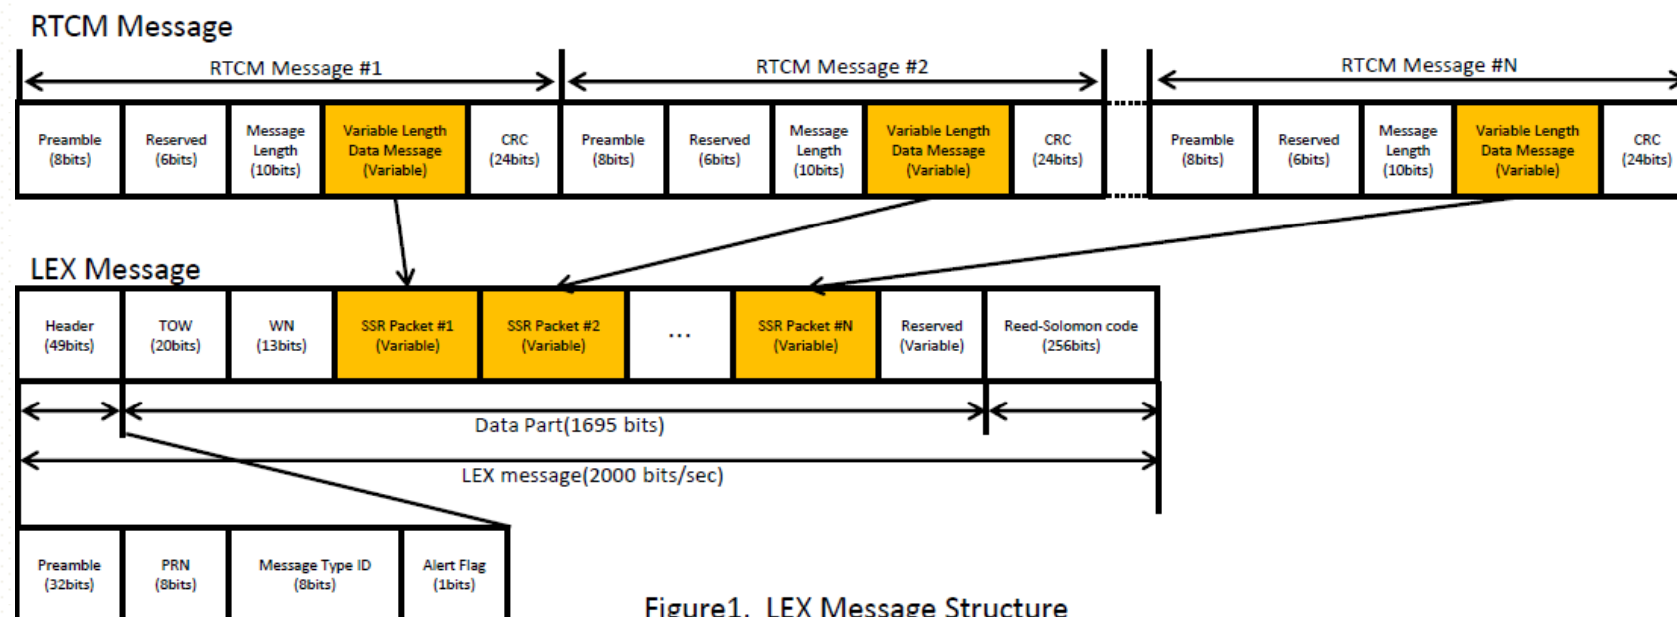 RTCM Message
RTCM Message #1
RTCM Message #2
RTCM Message #N
Preamble
(8bits)
Reserved
(6bits)
Message
Length
(10bits)
Variable Length
Data Message
(Variable)
CRC
(24bits)
Preamble
(8bits)
Reserved
(6bits)
Message
Length
(10bits)
Variable Length
Data Message
(Variable)
CRC
(24bits)
Preamble
(8bits)
Reserved
(6bits)
Message
Length
(10bits)
Variable Length
Data Message
(Variable)
CRC
(24bits)
LEX Message
Header
(49bits)
TOW
(20bits)
WN
(13bits)
SSR Packet #1
(Variable)
SSR Packet #2
(Variable)
...
SSR Packet #N
(Variable)
Reserved
(Variable)
Reed-Solomon code
(256bits)
Data Part(1695 bits)
LEX message(2000 bits/sec)
Preamble
(32bits)
PRN
(8bits)
Message Type ID
(8bits)
Alert Flag
(1bits)
Figure1. LEX Message Structure